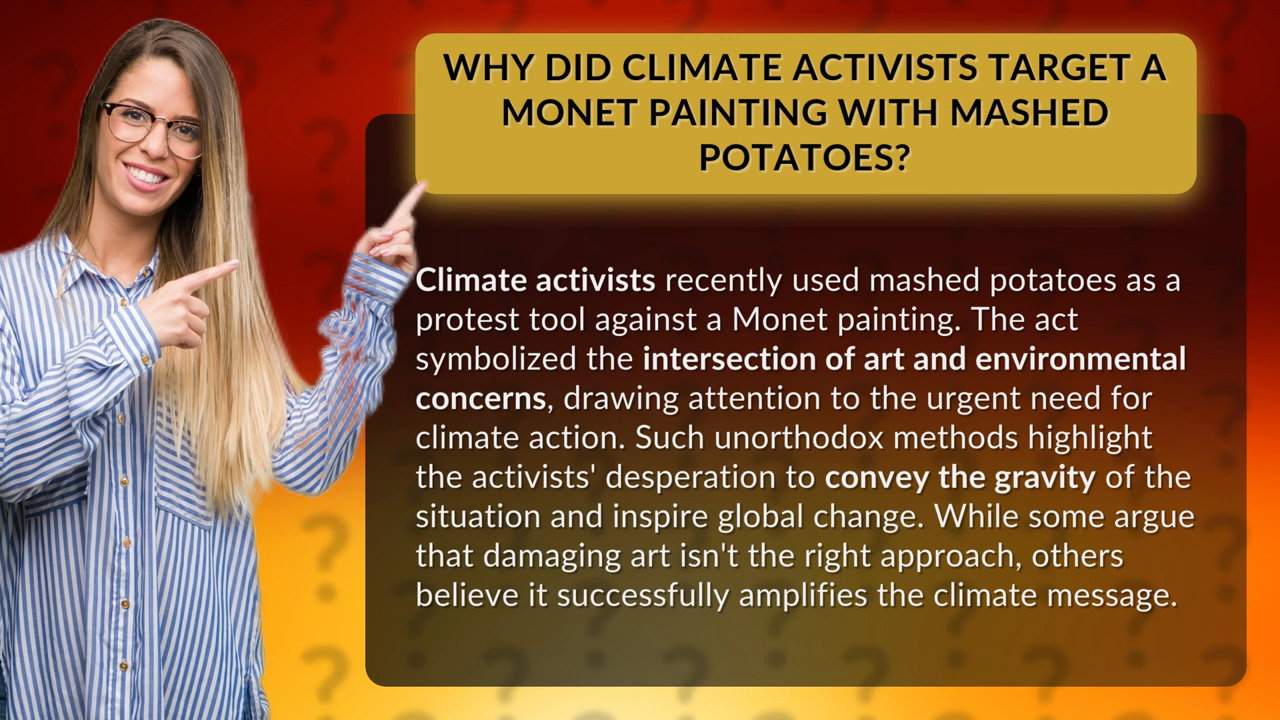 WHY DID CLIMATE ACTIVISTS TARGET A
MONET PAINTING WITH MASHED
POTATOES?
Climate activists recently used mashed potatoes as a
protest tool against a Monet painting. The act
symbolized the intersection of art and environmental
concerns, drawing attention to the urgent need for
climate action. Such unorthodox methods highlight
the activists' desperation to convey the gravity of the
situation and inspire global change. While some argue
that damaging art isn't the right approach, others
believe it successfully amplifies the climate message.